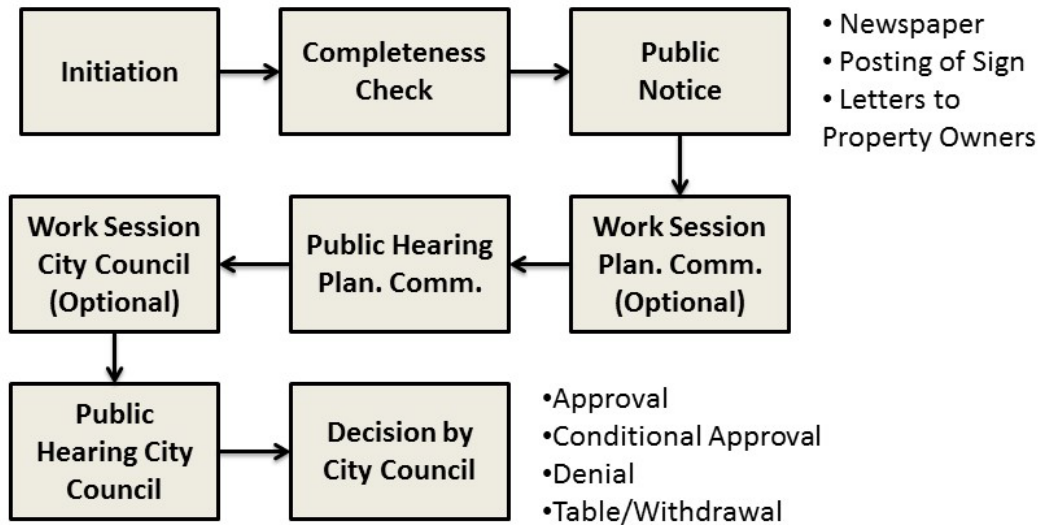 Initiation
Completeness
Check
Public
Notice
• Newspaper
• Posting of Sign
• Letters to
Property Owners
Work Session
City Council
(Optional)
Public Hearing
Plan. Comm.
Work Session
Plan. Comm.
(Optional)
Public
Hearing City
Council
Decision by
City Council
•Approval
•Conditional Approval
•Denial
•Table/Withdrawal